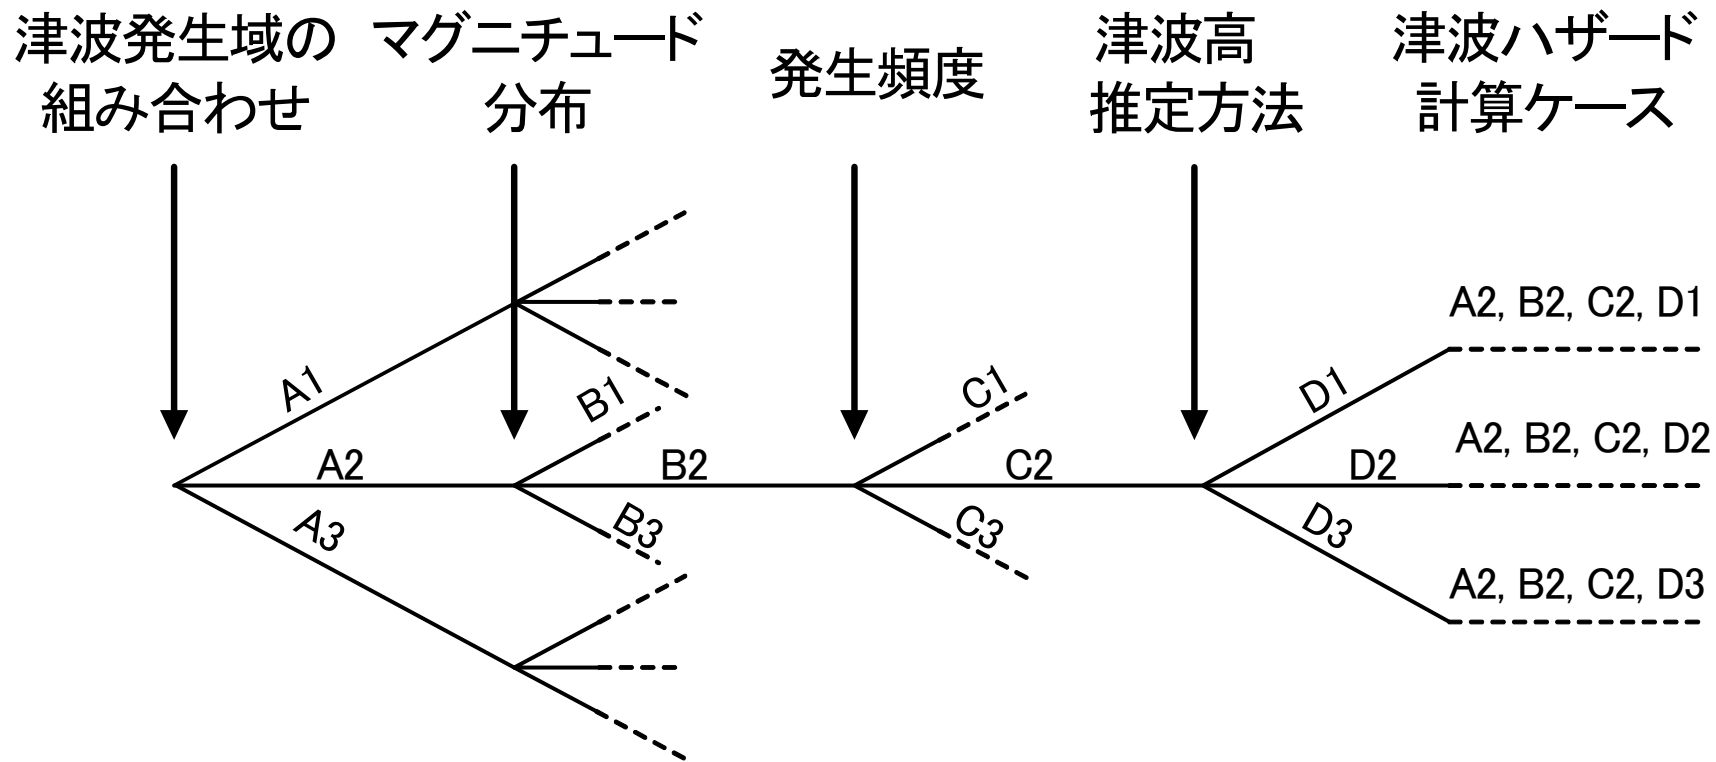 津波発生域の
組み合わせ
マグニチュード
分布
発生頻度
津波高
推定方法
津波ハザード
計算ケース
A1
A2
A3
B1
B2
B3
C1
C2
C3
D1
D2
D3
A2, B2, C2, D1
A2, B2, C2, D2
A2, B2, C2, D3